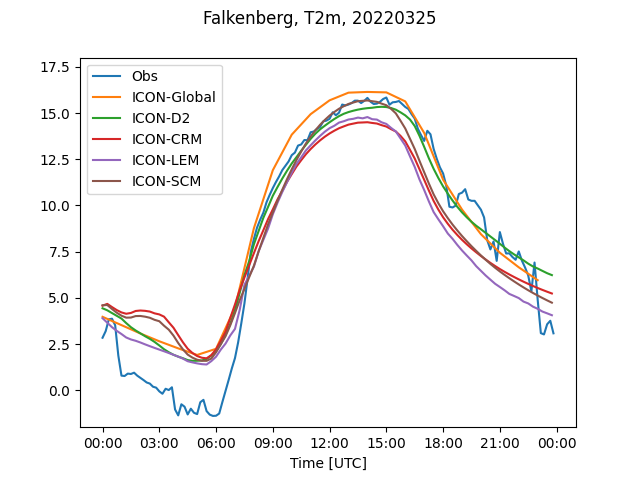 Falkenberg, T2m, 20220325
Obs
ICON-Global
ICON-D2
ICON-CRM
ICON-LEM
ICON-SCM
17.5
15.0
12.5
10.0
7.5
5.0
2.5
0.0
00:00 03:00 06:00 09:00 12:00 15:00 18:00 21:00 00:00
Time [UTC]